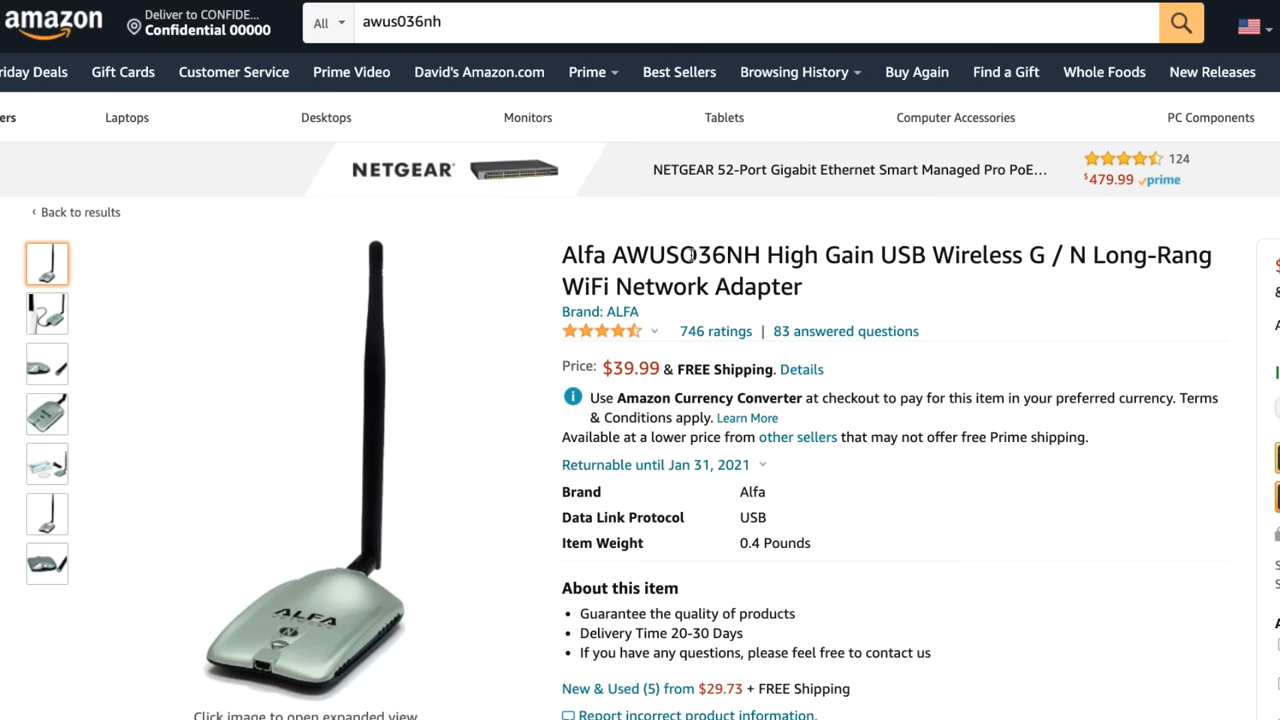 amazon
Deliver to CONFIDE...
Confidential 00000
All
awus036nh
riday Deals
Gift Cards
Customer Service
Prime Video
David's Amazon.com
Prime
Best Sellers
Browsing History
Buy Again
Find a Gift
Whole Foods
New Releases
ers
Laptops
Desktops
Monitors
Tablets
Computer Accessories
PC Components
NETGEAR
NETGEAR 52-Port Gigabit Ethernet Smart Managed Pro PoE...
124
$479.99 prime
‹ Back to results
Alfa AWUSO36NH High Gain USB Wireless G / N Long-Rang
WiFi Network Adapter
Brand: ALFA
746 ratings | 83 answered questions
Price: $39.99 & FREE Shipping. Details
Use Amazon Currency Converter at checkout to pay for this item in your preferred currency. Terms
& Conditions apply. Learn More
Available at a lower price from other sellers that may not offer free Prime shipping.
Returnable until Jan 31, 2021
Brand Alfa
Data Link Protocol USB
Item Weight 0.4 Pounds
About this item
• Guarantee the quality of products
• Delivery Time 20-30 Days
• If you have any questions, please feel free to contact us
New & Used (5) from $29.73 + FREE Shipping
Report incorrect product information.
ALFA
Click image to open expanded view